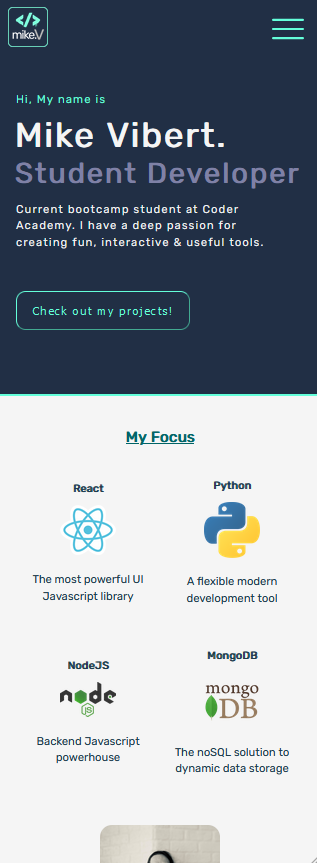 </>
mike.V
Hi, My name is
Mike Vibert.
Student Developer
Current bootcamp student at Coder
Academy. I have a deep passion for
creating fun, interactive & useful tools.
Check out my projects!
My Focus
React
The most powerful UI
Javascript library
Python
A flexible modern
development tool
NodeJS
node
JS
Backend Javascript
powerhouse
MongoDB
mongo
DB
The noSQL solution to
dynamic data storage